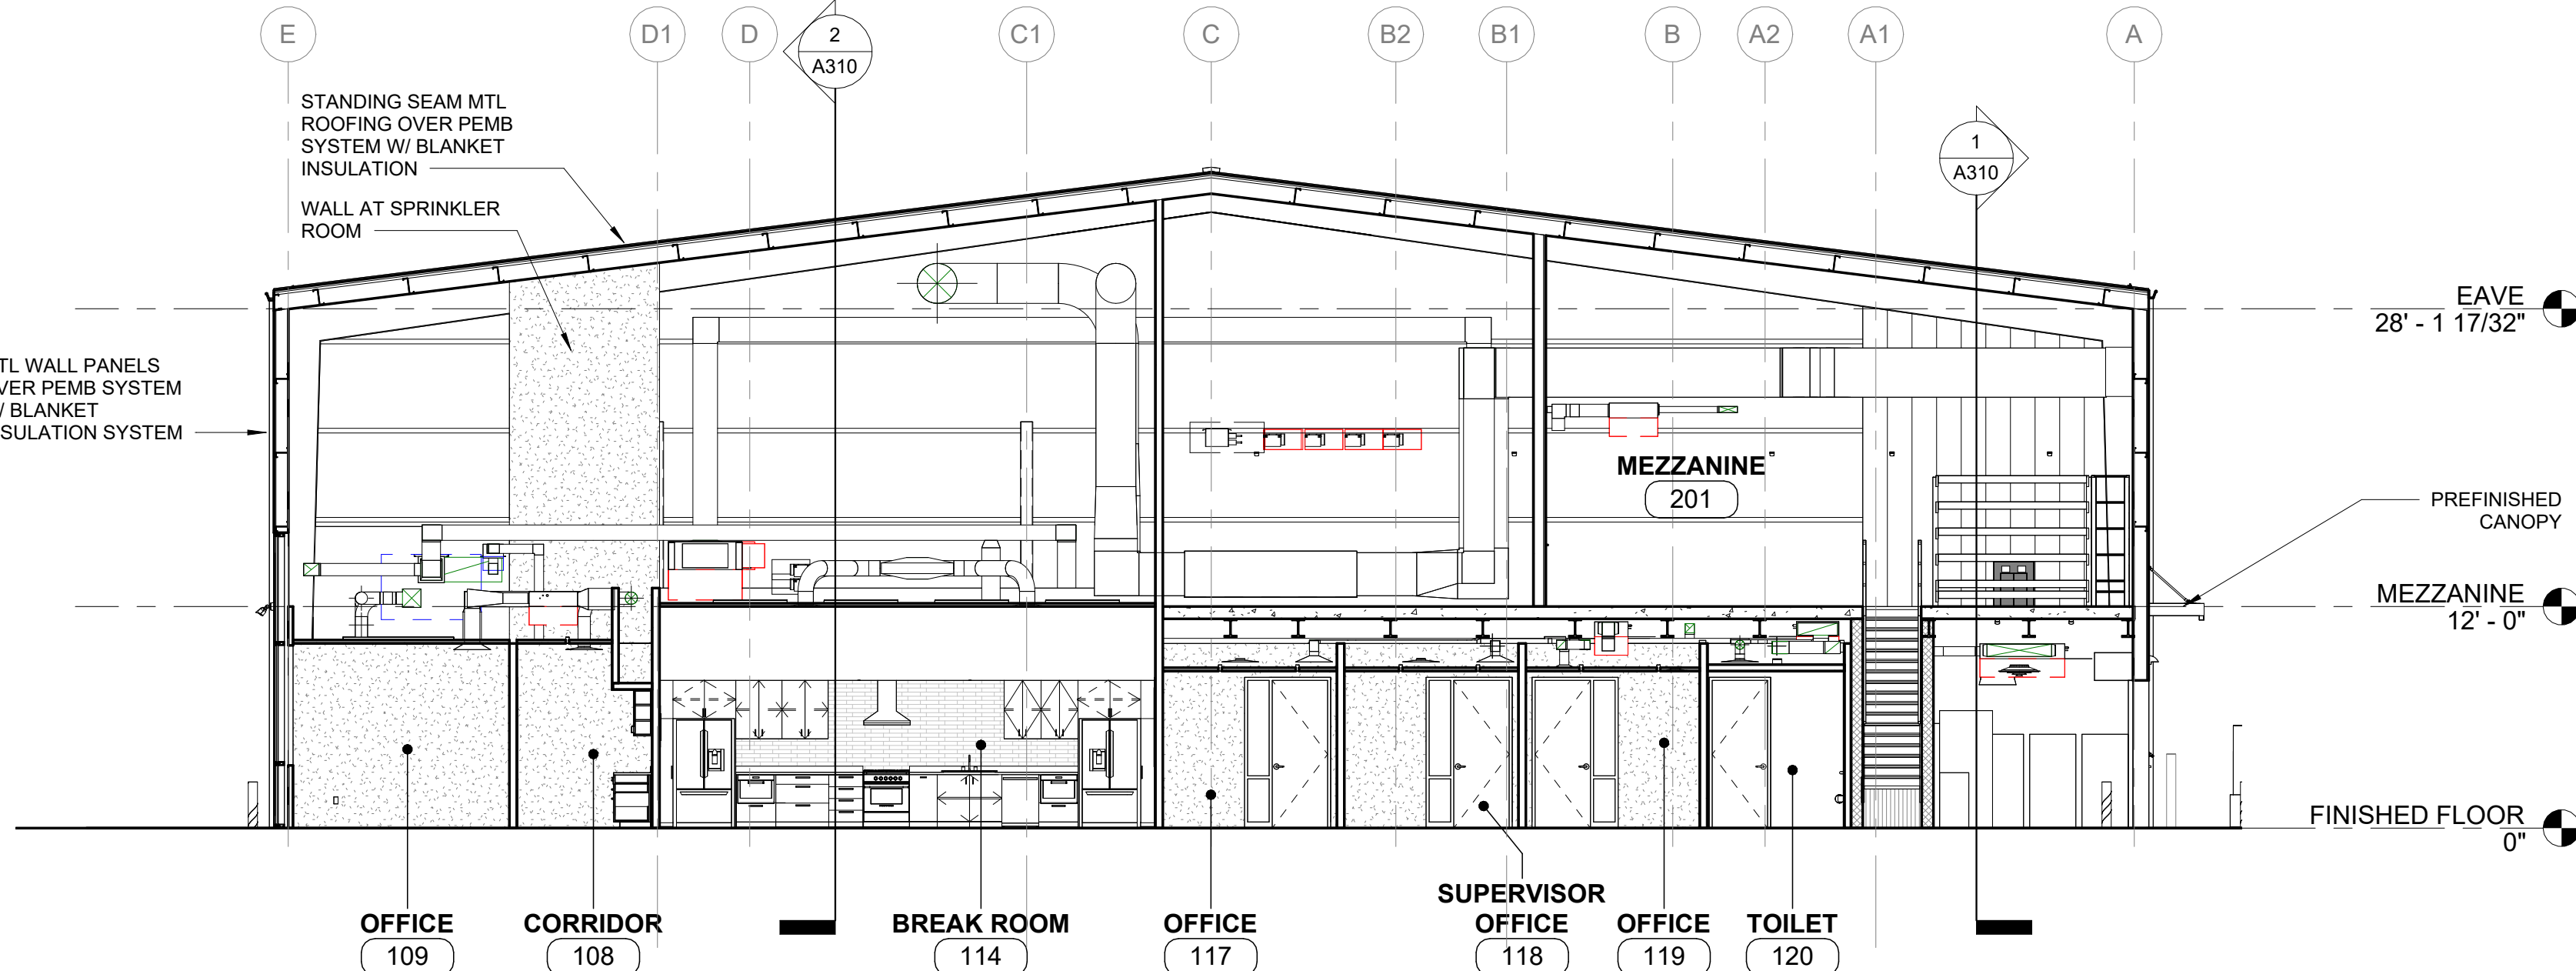 E
D1
D
2
A310
C1
C
B2
B1
B
A2
A1
A
1
A310
STANDING SEAM MTL
ROOFING OVER PEMB
SYSTEM W/ BLANKET
INSULATION
WALL AT SPRINKLER
ROOM
TL WALL PANELS
VER PEMB SYSTEM
/ BLANKET
SULATION SYSTEM
EAVE
28' - 1 17/32"
MEZZANINE
201
PREFINISHED
CANOPY
MEZZANINE
12' - 0"
FINISHED FLOOR
0"
OFFICE
109
CORRIDOR
108
BREAK ROOM
114
OFFICE
117
SUPERVISOR
OFFICE
118
OFFICE
119
TOILET
120